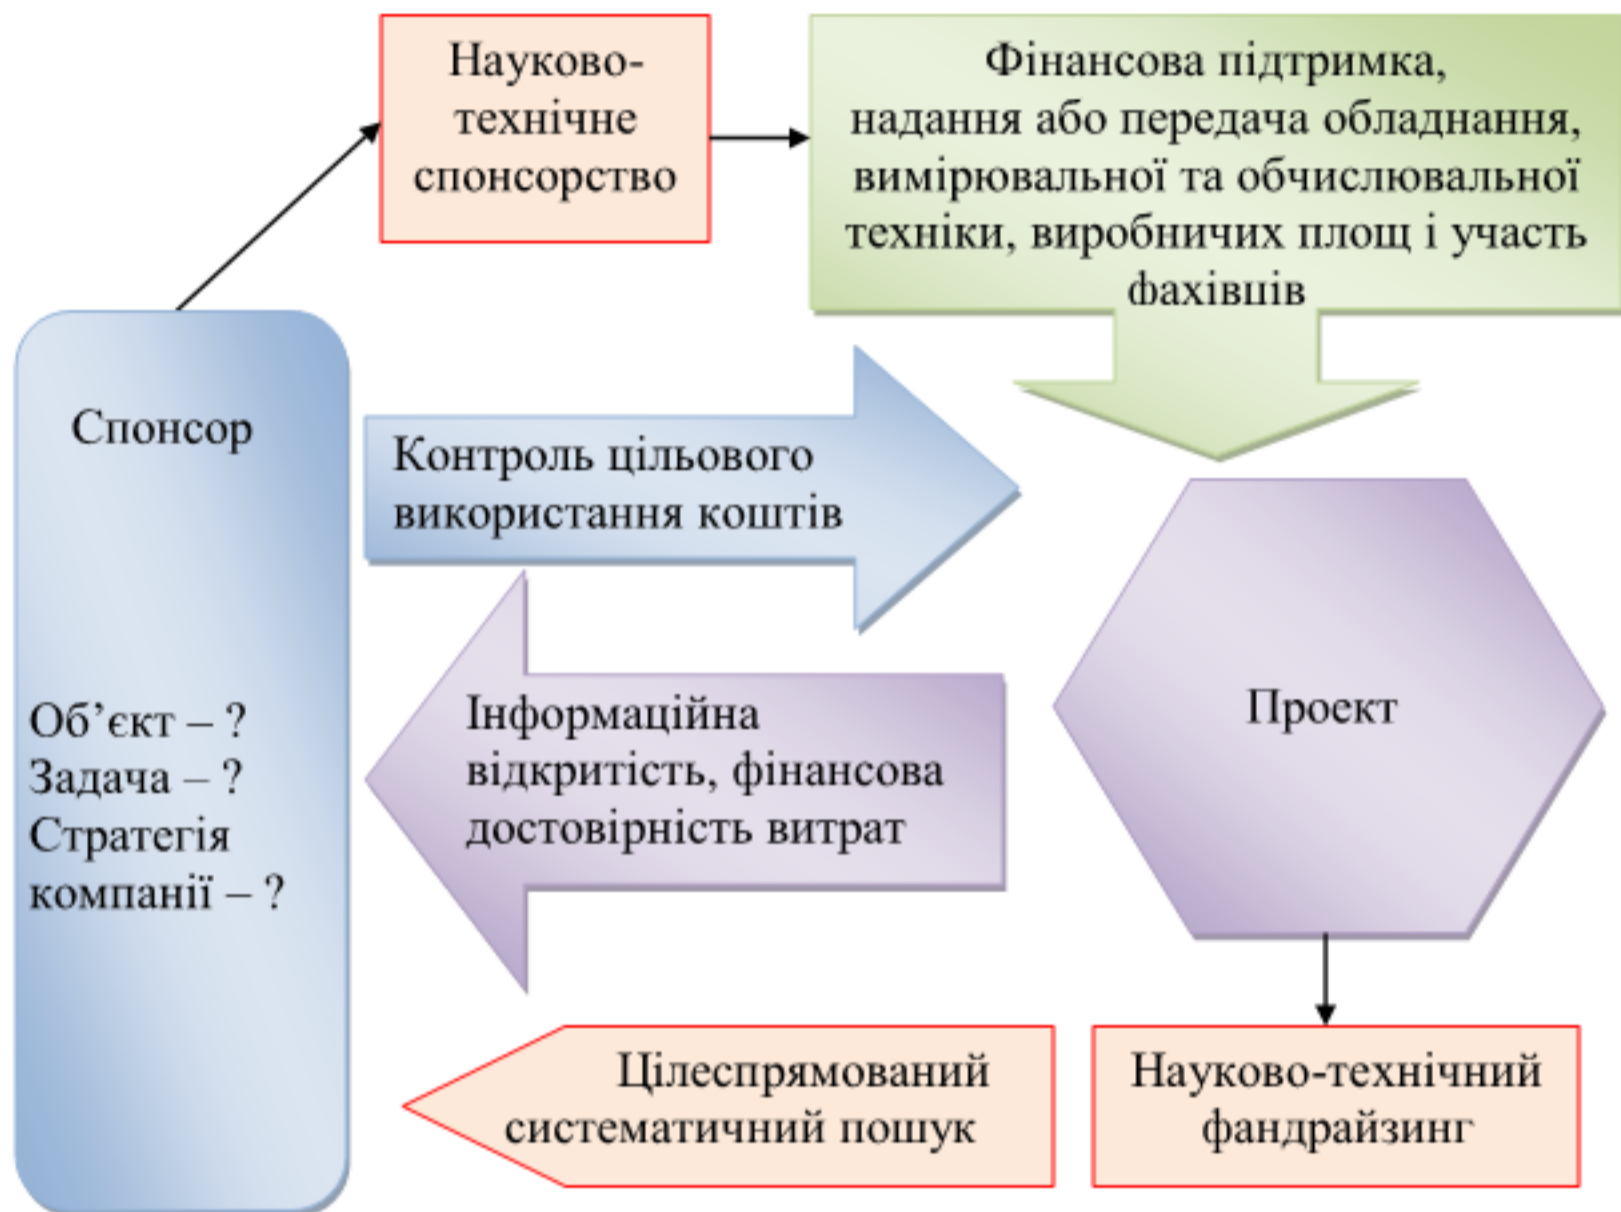 Науково-
технічне
спонсорство
Фінансова підтримка,
надання або передача обладнання,
вимірювальної та обчислювальної
техніки, виробничих площ і участь
фахівців
Спонсор
Об’єкт – ?
Задача – ?
Стратегія
компанії – ?
Контроль цільового
використання коштів
Інформаційна
відкритість, фінансова
достовірність витрат
Проект
Цілеспрямований
систематичний пошук
Науково-технічний
фандрайзинг